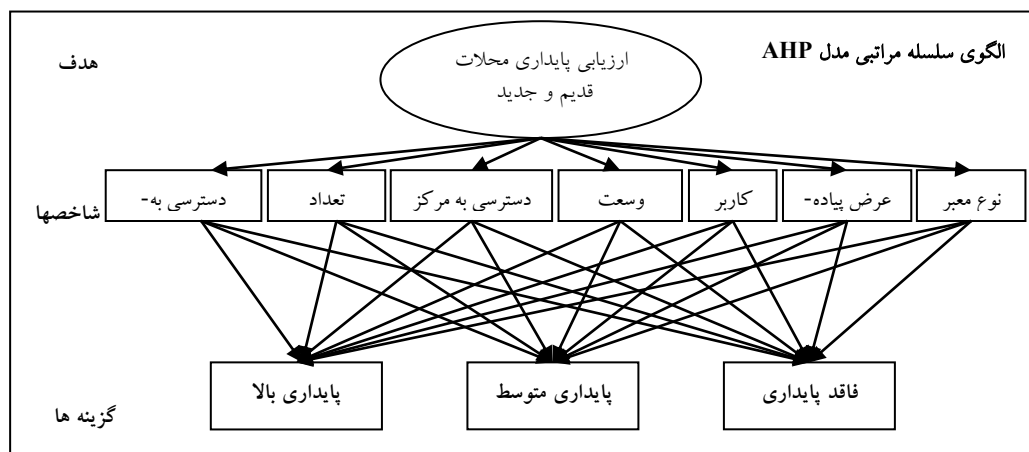 الگوی سلسله مراتبی مدل AHP
هدف
ارزیابی پایداری محلات
قدیم و جدید
شاخصها
نوع معبر
عرض پیاده-
کاربر
وسعت
دسترسی به مرکز
تعداد
دسترسی به-
فاقد پایداری
پایداری متوسط
پایداری بالا
گزینه ها